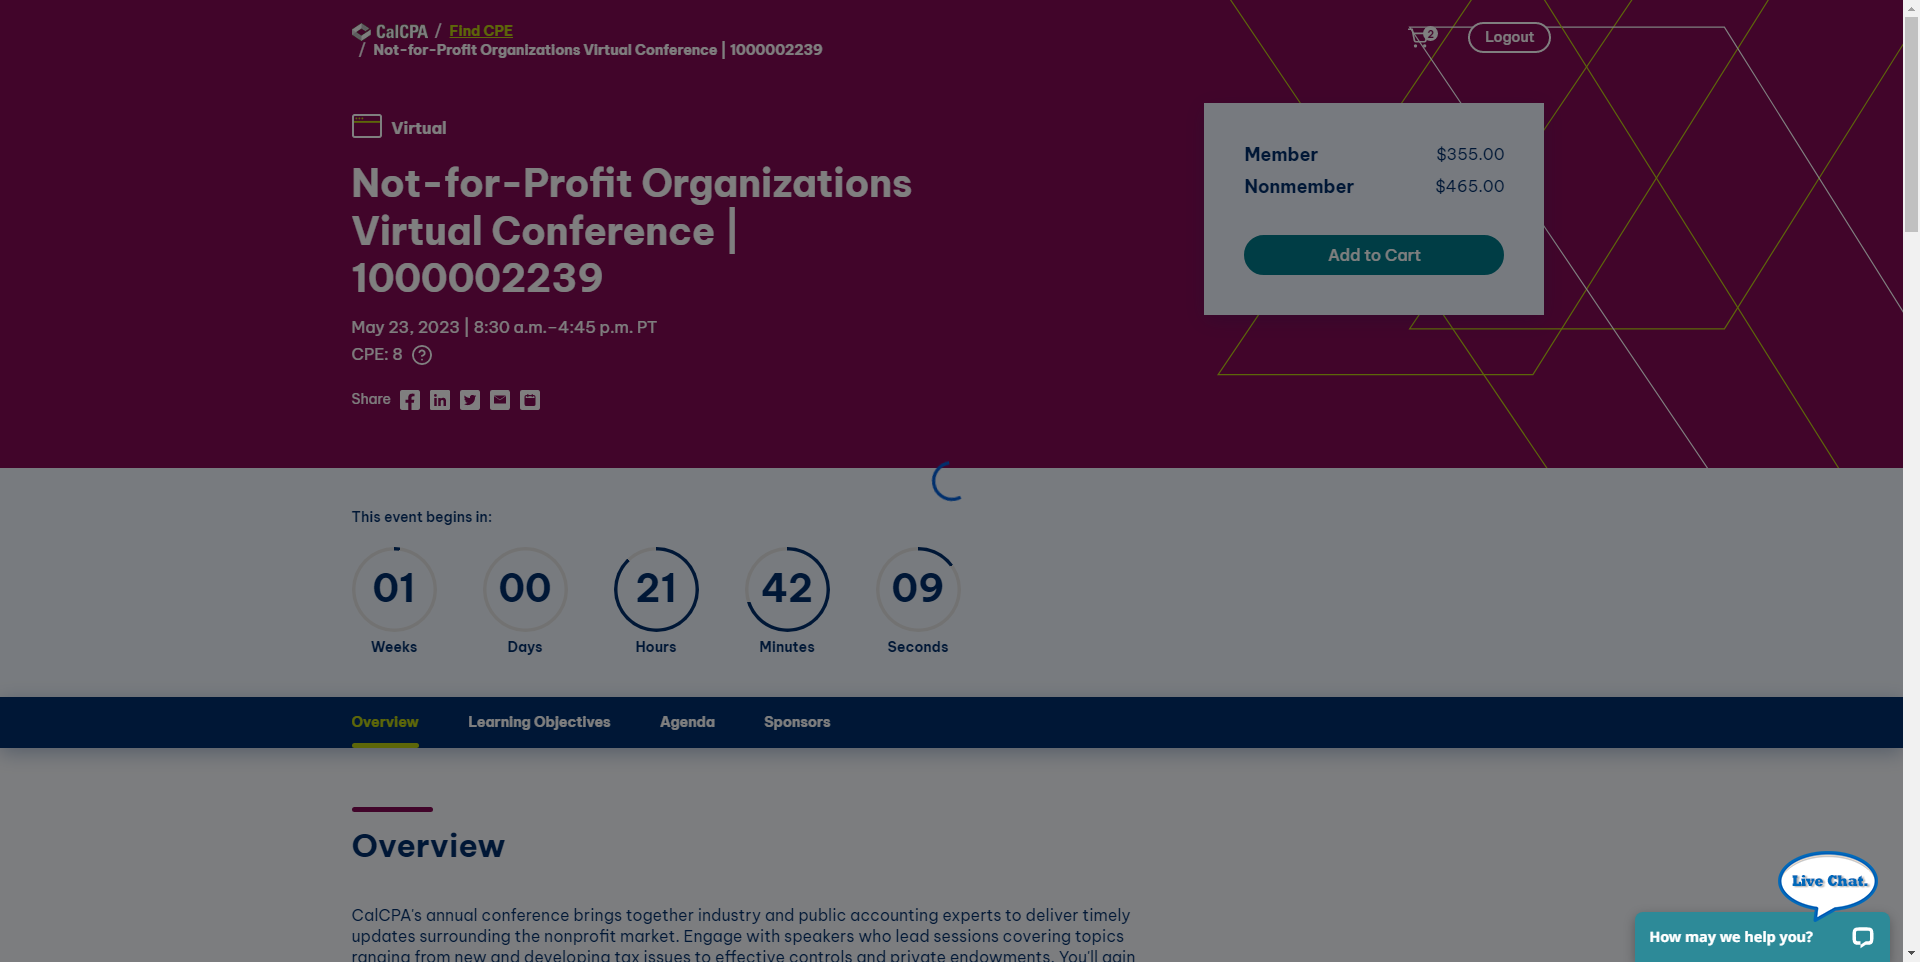 CalCPA / Find CPE
/ Not-for-Profit Organizations Virtual Conference | 1000002239
2
Logout
Virtual
Not-for-Profit Organizations
Virtual Conference |
1000002239
May 23, 2023 | 8:30 a.m.–4:45 p.m. PT
CPE: 8 ?
Share
Member $355.00
Nonmember $465.00
Add to Cart
This event begins in:
01 00 21 42 09
Weeks Days Hours Minutes Seconds
Overview Learning Objectives Agenda Sponsors
Overview
CalCPA's annual conference brings together industry and public accounting experts to deliver timely
updates surrounding the nonprofit market. Engage with speakers who lead sessions covering topics
ranging from new and developing tax issues to effective controls and private endowments. You'll gain
Live Chat.
How may we help you?